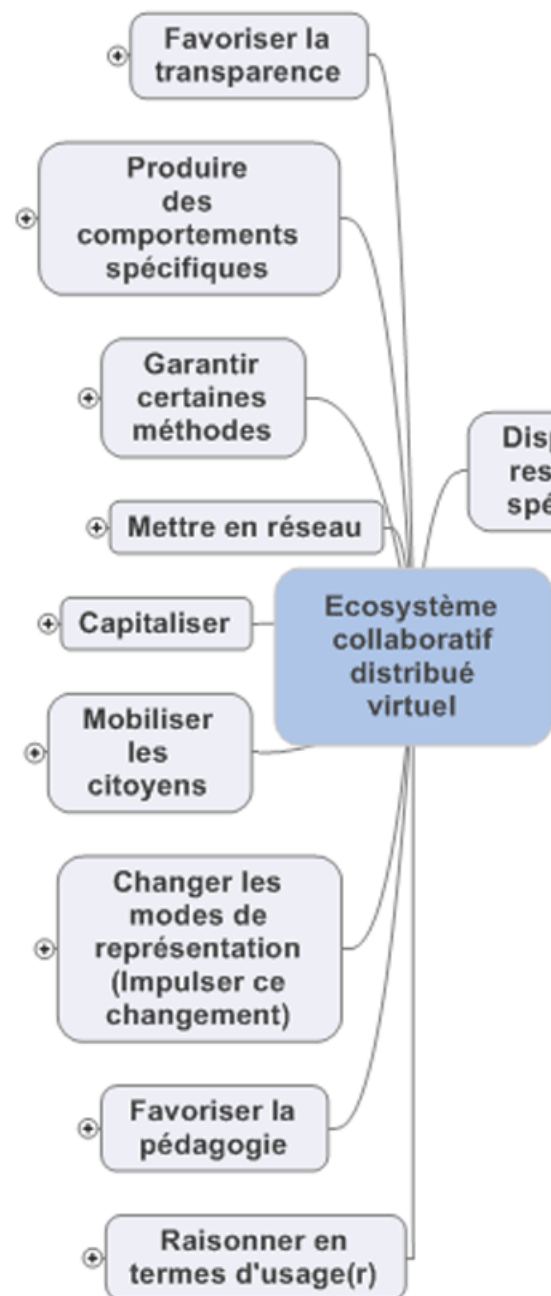 Favoriser la
transparence
Produire
des
comportements
spécifiques
Garantir
certaines
méthodes
Mettre en réseau
Capitaliser
Mobiliser
les
citoyens
Changer les
modes de
représentation
(Impulser ce
changement)
Favoriser la
pédagogie
Raisonner en
termes d'usage(r)
Ecosystème
collaboratif
distribué
virtuel